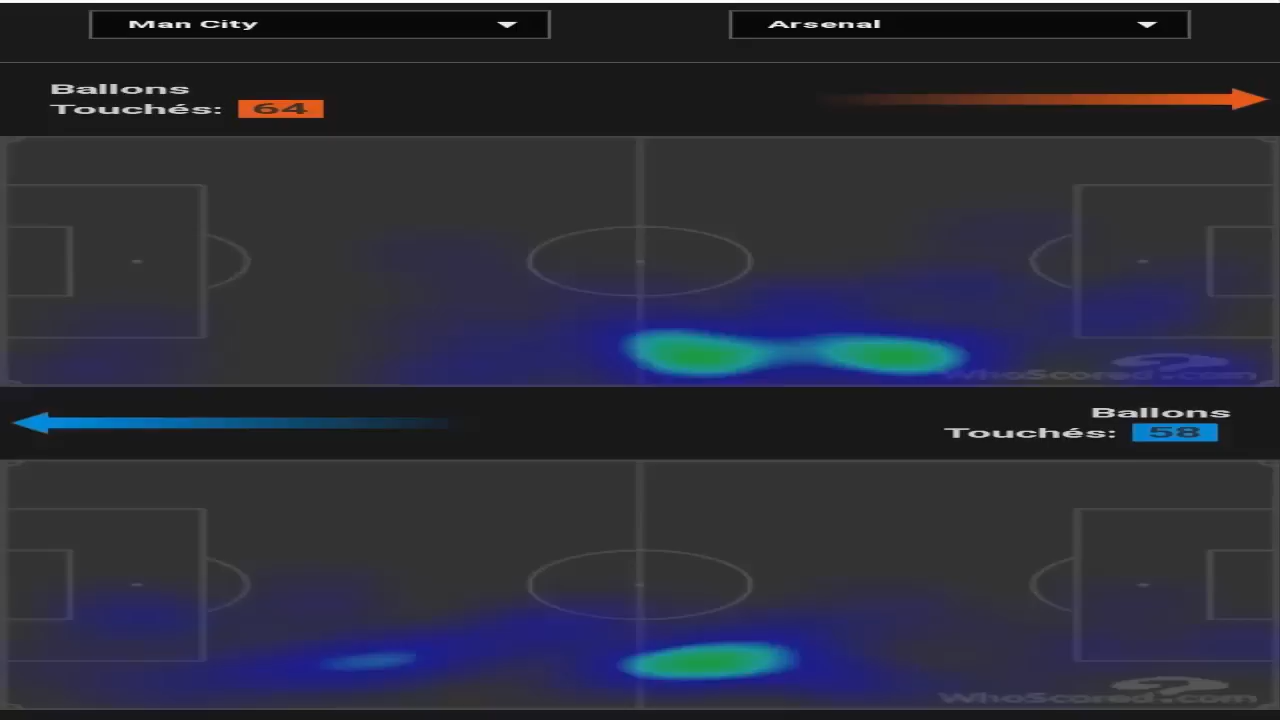 Man City
Arsenal
Ballons
Touchés: 64
WhoScored.com
Ballons
Touchés: 58
WhoScored.com